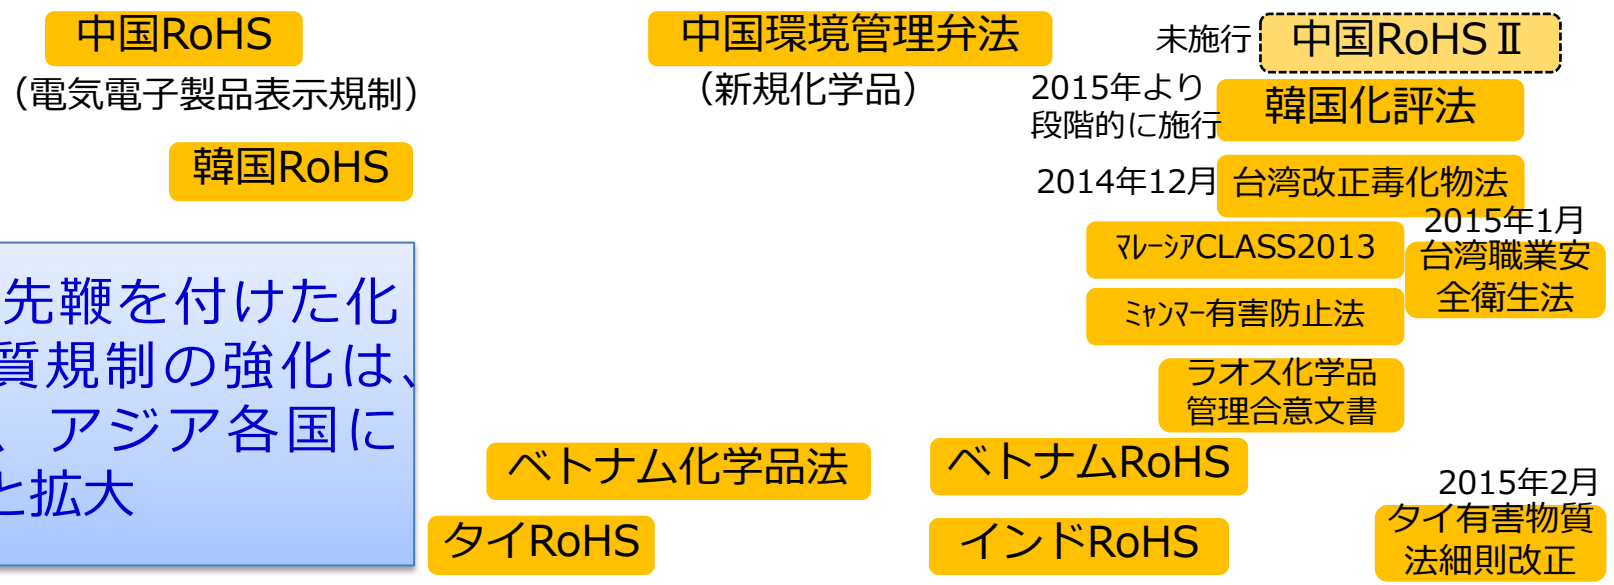 中国RoHS
（電気電子製品表示規制）
韓国RoHS
中国環境管理弁法
（新規化学品）
未施行
中国RoHSⅡ
2015年より
段階的に施行
韓国化評法
2014年12月
台湾改正毒化物法
2015年1月
台湾職業安
全衛生法
ﾏﾚｰｼｱCLASS2013
ﾐｬﾝﾏｰ有害防止法
ラオス化学品
管理合意文書
先鞭を付けた化
質規制の強化は、
、アジア各国に
と拡大
ベトナム化学品法
ベトナムRoHS
タイRoHS
インドRoHS
2015年2月
タイ有害物質
法細則改正